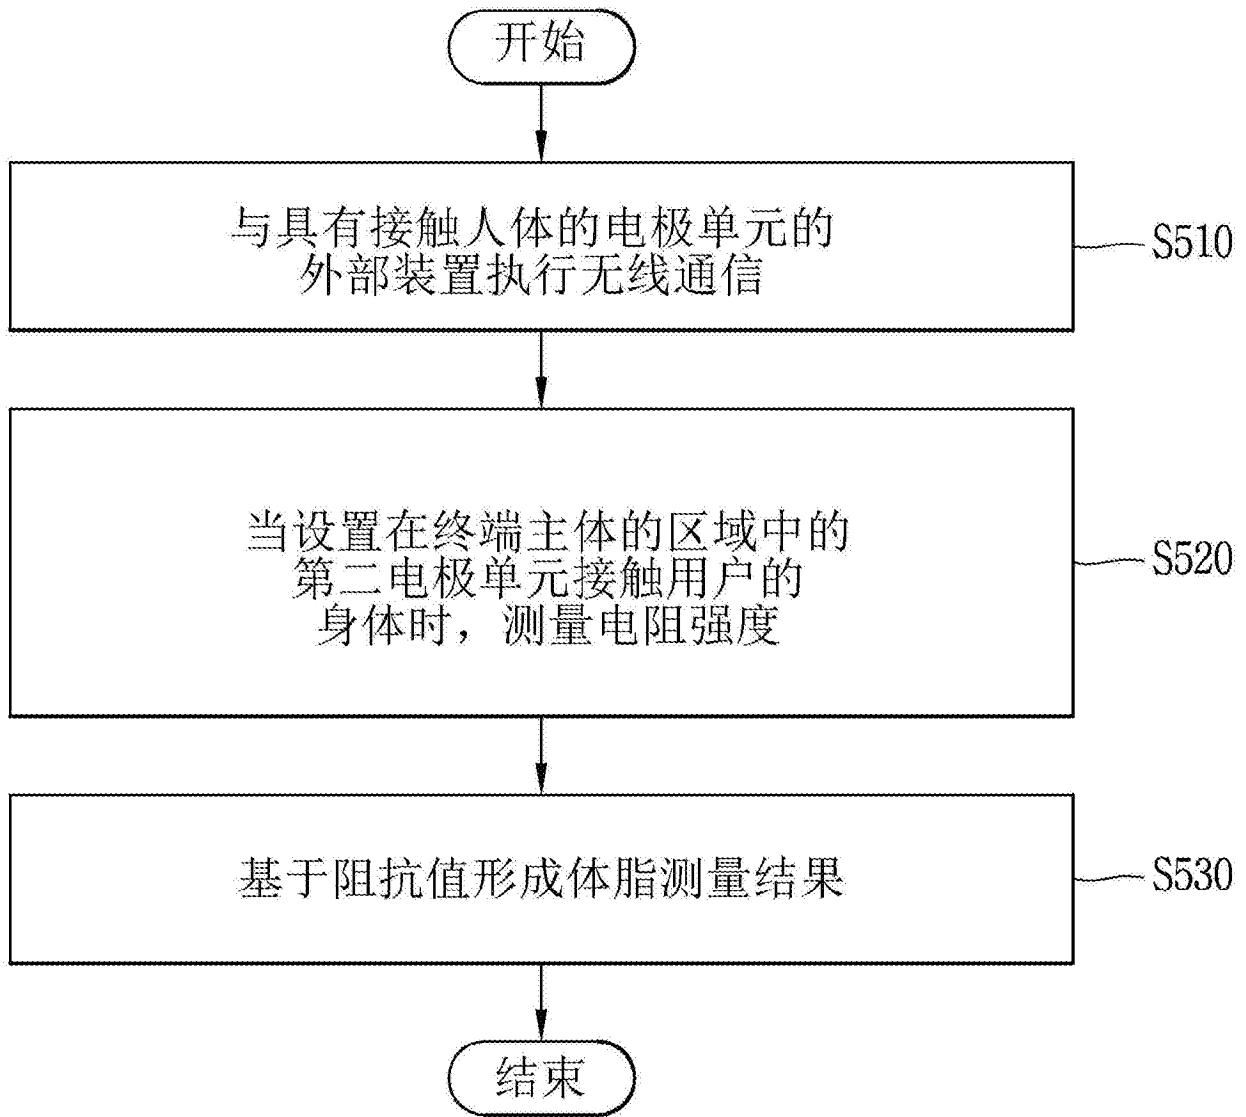 开始
与具有接触人体的电极单元的
外部装置执行无线通信
S510
当设置在终端主体的区域中的
第二电极单元接触用户的
身体时，测量电阻强度
S520
基于阻抗值形成体脂测量结果
S530
结束